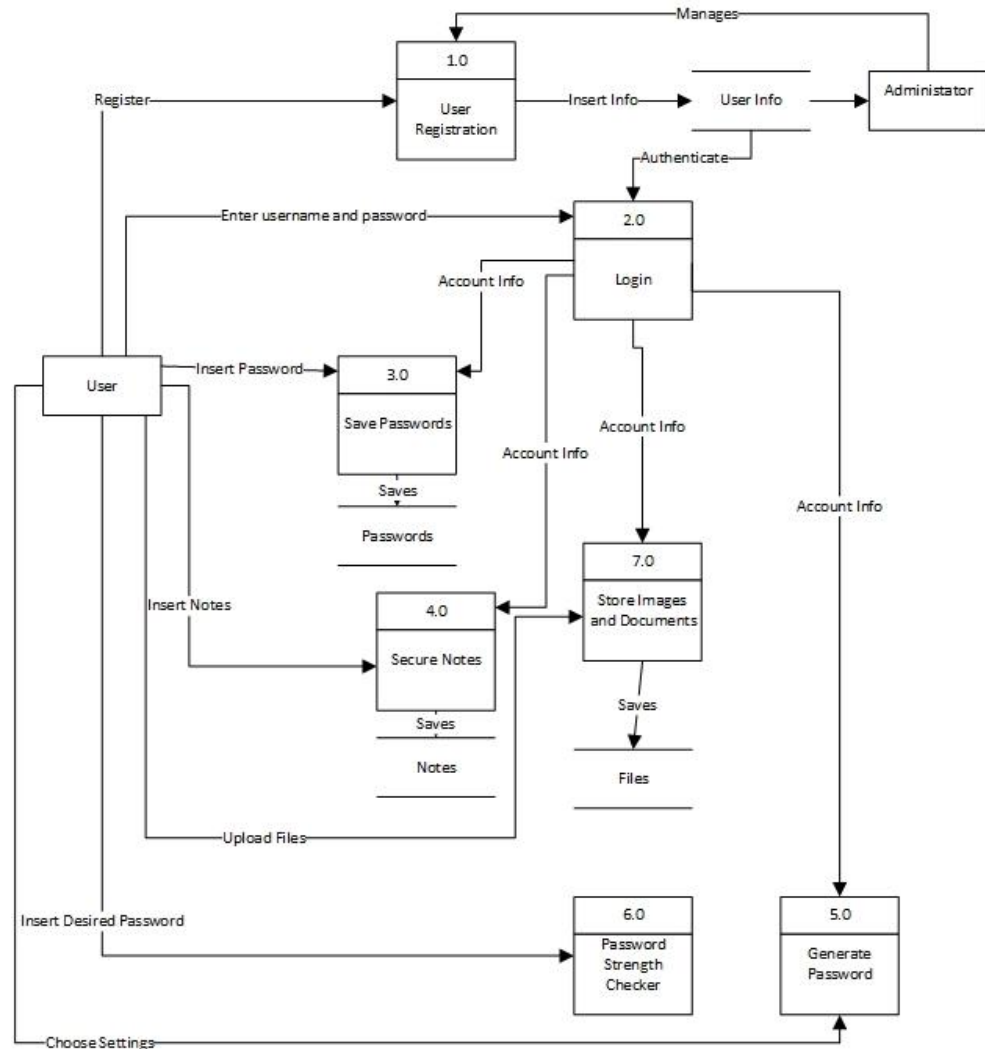 Manages
1.0
User
Registration
Register
Insert Info
User Info
Administator
Authenticate
Enter username and password
2.0
Login
Account Info
User
Insert Password
3.0
Save Passwords
Account Info
Account Info
Account Info
Saves
Passwords
7.0
Store Images
and Documents
Insert Notes
4.0
Secure Notes
Saves
Saves
Notes
Files
Upload Files
Insert Desired Password
6.0
Password
Strength
Checker
5.0
Generate
Password
Choose Settings